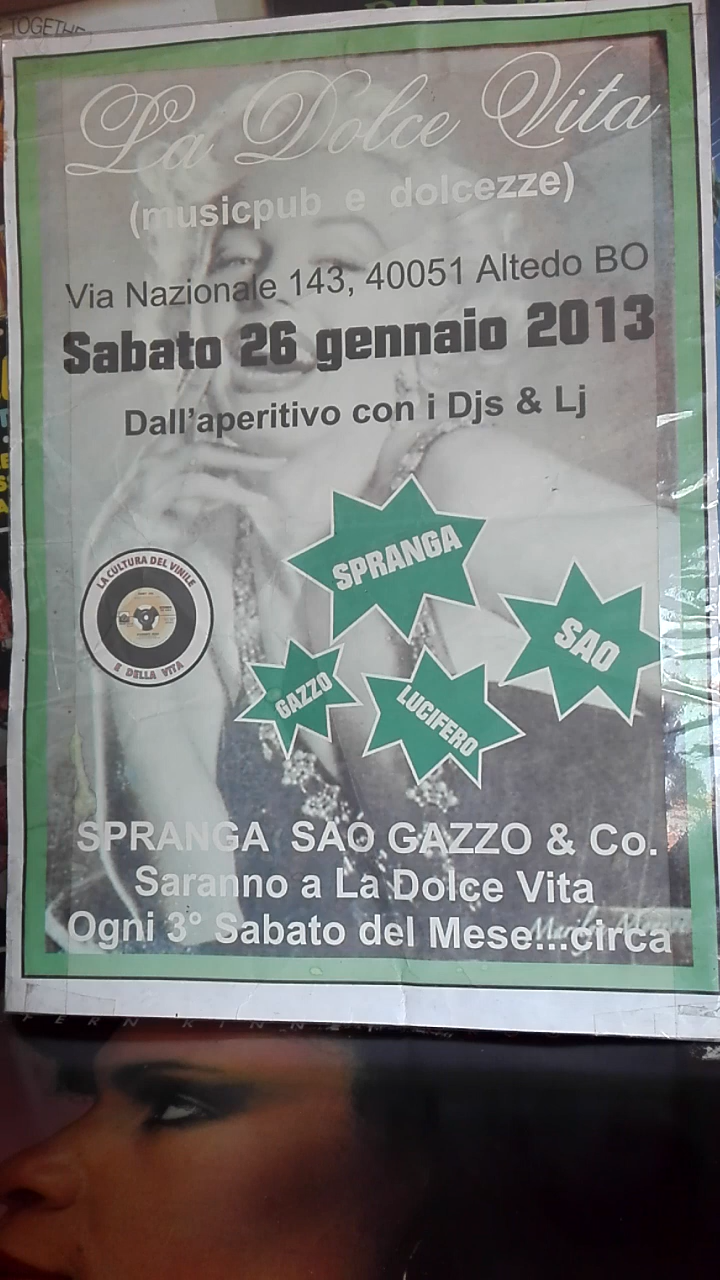 TOGETHE
La Dolce Vita
(musicpub e dolcezze)
Via Nazionale 143, 40051 Altedo BO
Sabato 26 gennaio 2013
Dall'aperitivo con i Djs & Lj
SPRANGA
LA CULTURA DEL VINILE
E DELLA VITA
SAO
GAZZO
LUCIFERO
SPRANGA SAO GAZZO & Co.
Saranno a La Dolce Vita
Ogni 3° Sabato del Mese...circa